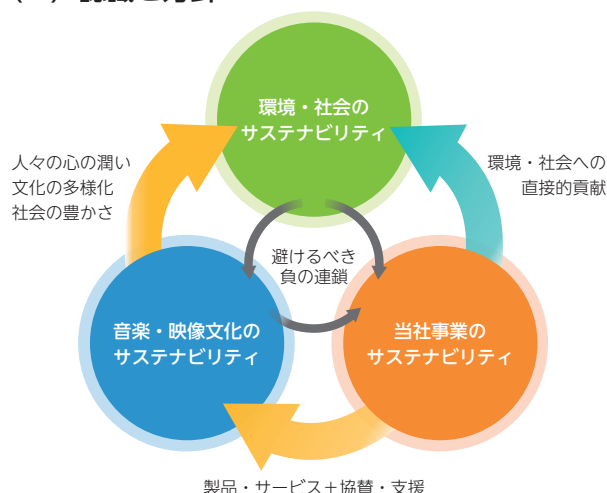 環境・社会の
サステナビリティ
人々の心の潤い
文化の多様化
社会の豊かさ
環境・社会への
直接的貢献
避けるべき
負の連鎖
音楽・映像文化の
サステナビリティ
当社事業の
サステナビリティ
製品・サービス＋協賛・支援